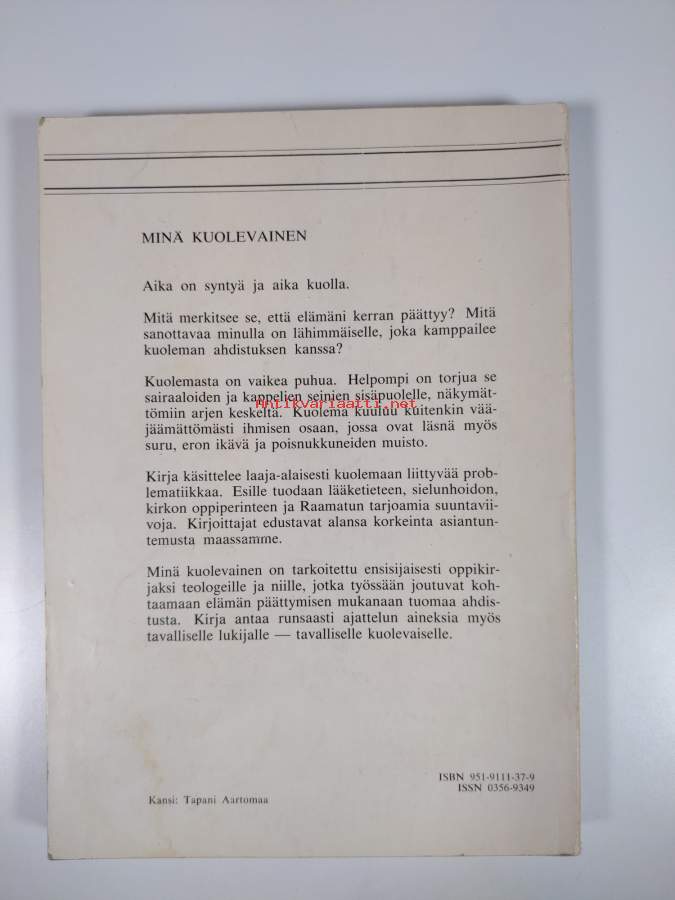 MINÄ KUOLEVAINEN
Aika on syntyä ja aika kuolla.
Mitä merkitsee se, että elämäni kerran päättyy? Mitä
sanottavaa minulla on lähimmäiselle, joka kamppailee
kuoleman ahdistuksen kanssa?
Kuolemasta on vaikea puhua. Helpompi on torjua se
sairaaloiden ja kappelien seinien sisäpuolelle, näkymät-
antikvariaatti.net
tömiin arjen keskeltä. Kuolema kuuluu kuitenkin vää-
jäämättömästi ihmisen osaan, jossa ovat läsnä myös
suru, eron ikävä ja poisnukkuneiden muisto.
Kirja käsittelee laaja-alaisesti kuolemaan liittyvää prob-
lematiikkaa. Esille tuodaan lääketieteen, sielunhoidon,
kirkon oppiperinteen ja Raamatun tarjoamia suuntavii-
voja. Kirjoittajat edustavat alansa korkeinta asiantun-
temusta maassamme.
Minä kuolevainen on tarkoitettu ensisijaisesti oppikir-
jaksi teologeille ja niille, jotka työssään joutuvat koh-
taamaan elämän päättymisen mukanaan tuomaa ahdis-
tusta. Kirja antaa runsaasti ajattelun aineksia myös
tavalliselle lukijalle — tavalliselle kuolevaiselle.
ISBN 951-9111-37-9
ISSN 0356-9349
Kansi: Tapani Aartomaa